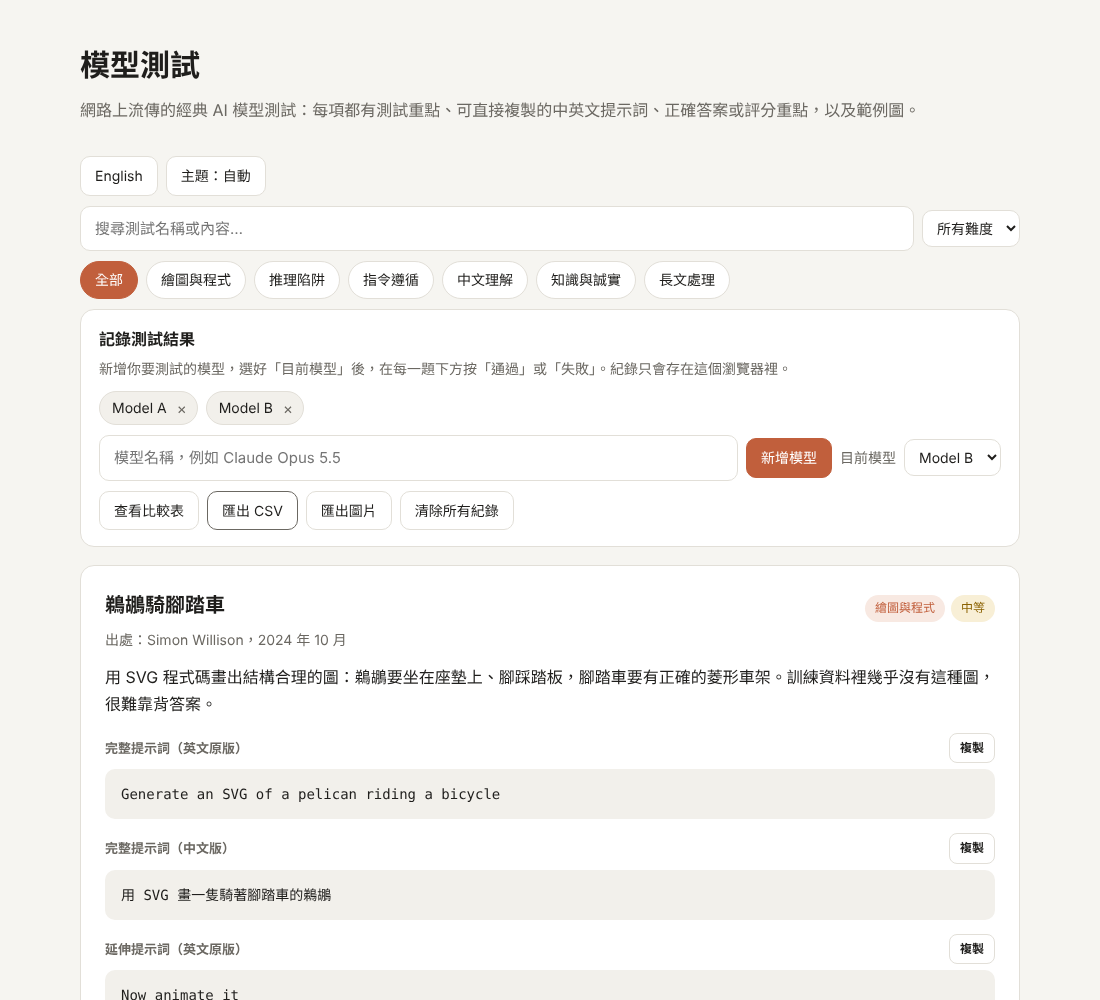 模型測試
網路上流傳的經典 AI 模型測試：每項都有測試重點、可直接複製的中英文提示詞、正確答案或評分重點，以及範例圖。
English 主題：自動
搜尋測試名稱或內容... 所有難度
全部 繪圖與程式 推理陷阱 指令遵循 中文理解 知識與誠實 長文處理
記錄測試結果
新增你要測試的模型，選好「目前模型」後，在每一題下方按「通過」或「失敗」。紀錄只會存在這個瀏覽器裡。
Model A × Model B ×
模型名稱，例如 Claude Opus 5.5 新增模型 目前模型 Model B
查看比較表 匯出 CSV 匯出圖片 清除所有紀錄
鵜鶘騎腳踏車 繪圖與程式 中等
出處：Simon Willison，2024 年 10 月
用 SVG 程式碼畫出結構合理的圖：鵜鶘要坐在座墊上、腳踩踏板，腳踏車要有正確的菱形車架。訓練資料裡幾乎沒有這種圖，
很難靠背答案。
完整提示詞（英文原版） 複製
Generate an SVG of a pelican riding a bicycle
完整提示詞（中文版） 複製
用 SVG 畫一隻騎著腳踏車的鵜鶘
延伸提示詞（英文原版） 複製
Now animate it